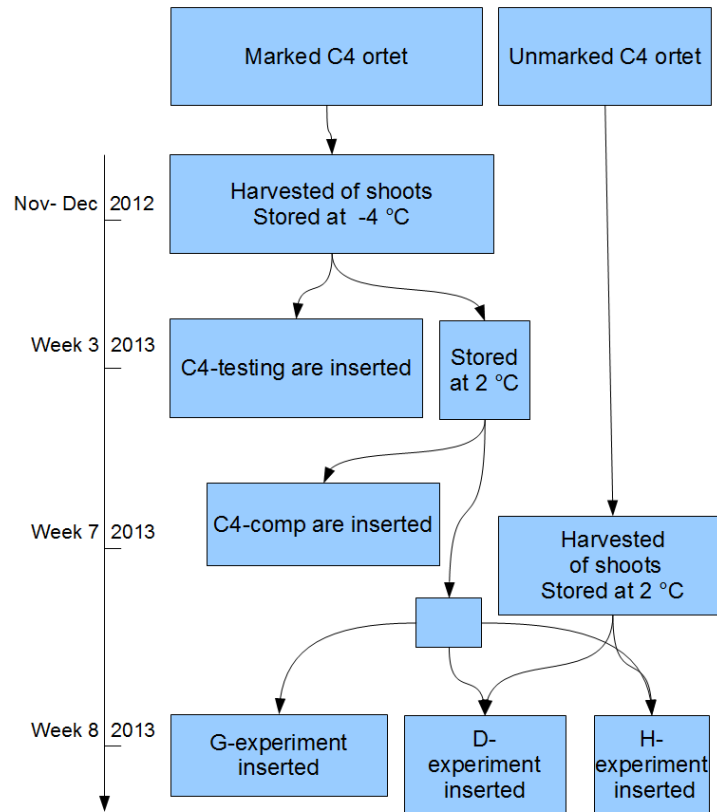 Marked C4 ortet
Unmarked C4 ortet
Nov- Dec 2012
Harvested of shoots
Stored at -4 °C
Week 3 2013
C4-testing are inserted
Stored
at 2 °C
C4-comp are inserted
Week 7 2013
Harvested
of shoots
Stored at 2 °C
Week 8 2013
G-experiment
inserted
D-
experiment
inserted
H-
experiment
inserted